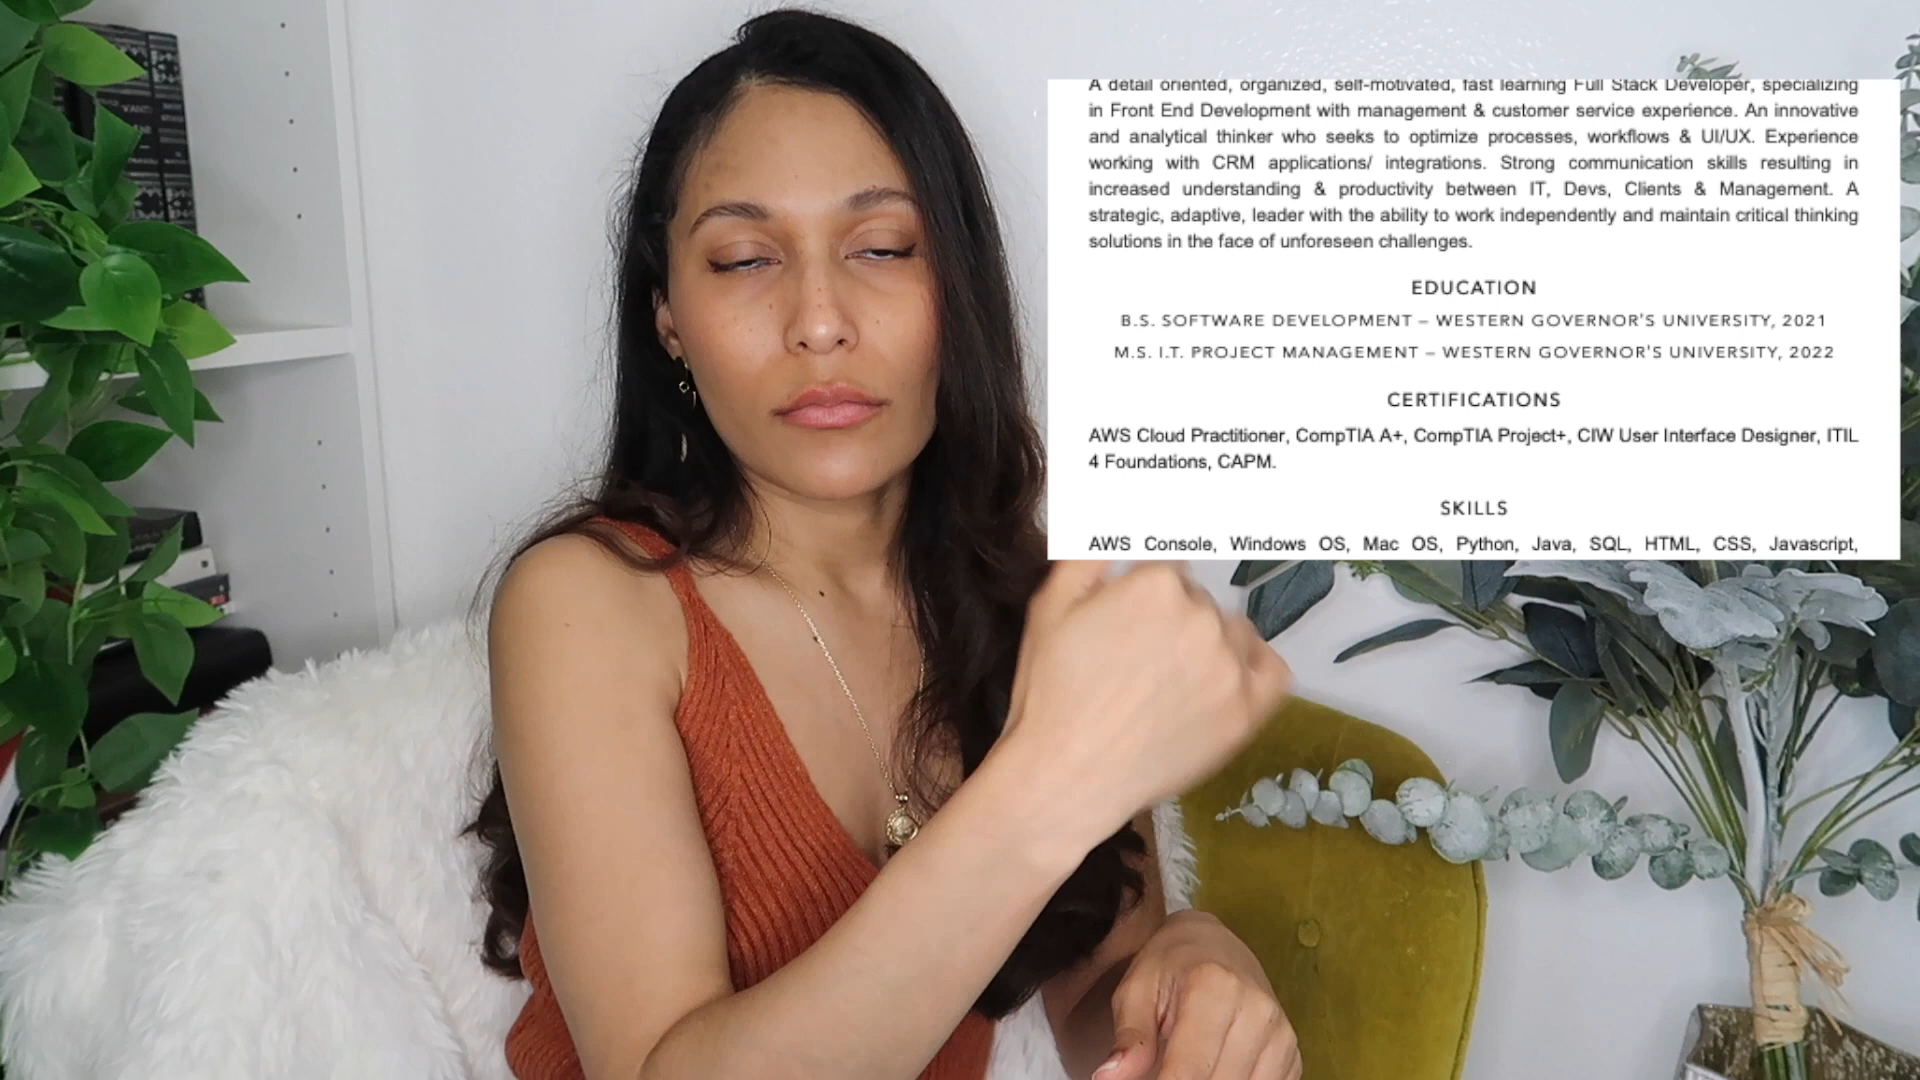 A detail oriented, organized, self-motivated, fast learning Full Stack Developer, specializing
in Front End Development with management & customer service experience. An innovative
and analytical thinker who seeks to optimize processes, workflows & UI/UX. Experience
working with CRM applications/ integrations. Strong communication skills resulting in
increased understanding & productivity between IT, Devs, Clients & Management. A
strategic, adaptive, leader with the ability to work independently and maintain critical thinking
solutions in the face of unforeseen challenges.
EDUCATION
B.S. SOFTWARE DEVELOPMENT – WESTERN GOVERNOR'S UNIVERSITY, 2021
M.S. I.T. PROJECT MANAGEMENT – WESTERN GOVERNOR'S UNIVERSITY, 2022
CERTIFICATIONS
AWS Cloud Practitioner, CompTIA A+, CompTIA Project+, CIW User Interface Designer, ITIL
4 Foundations, CAPM.
SKILLS
AWS Console, Windows OS, Mac OS, Python, Java, SQL, HTML, CSS, Javascript,